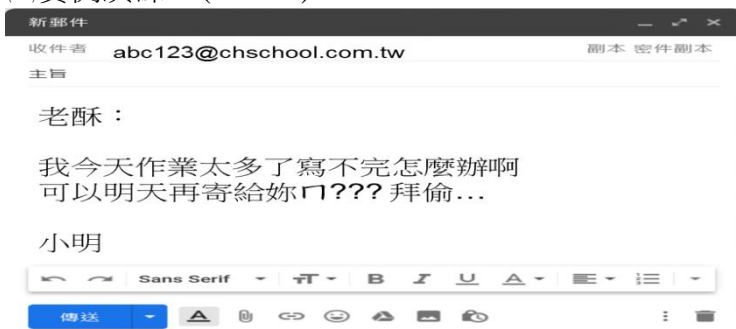 新郵件
收件者 abc123@chschool.com.tw 副本 密件副本
主旨
老酥：
我今天作業太多了寫不完怎麼辦啊
可以明天再寄給妳ㄇ??? 拜偷...
小明
Sans Serif
傳送